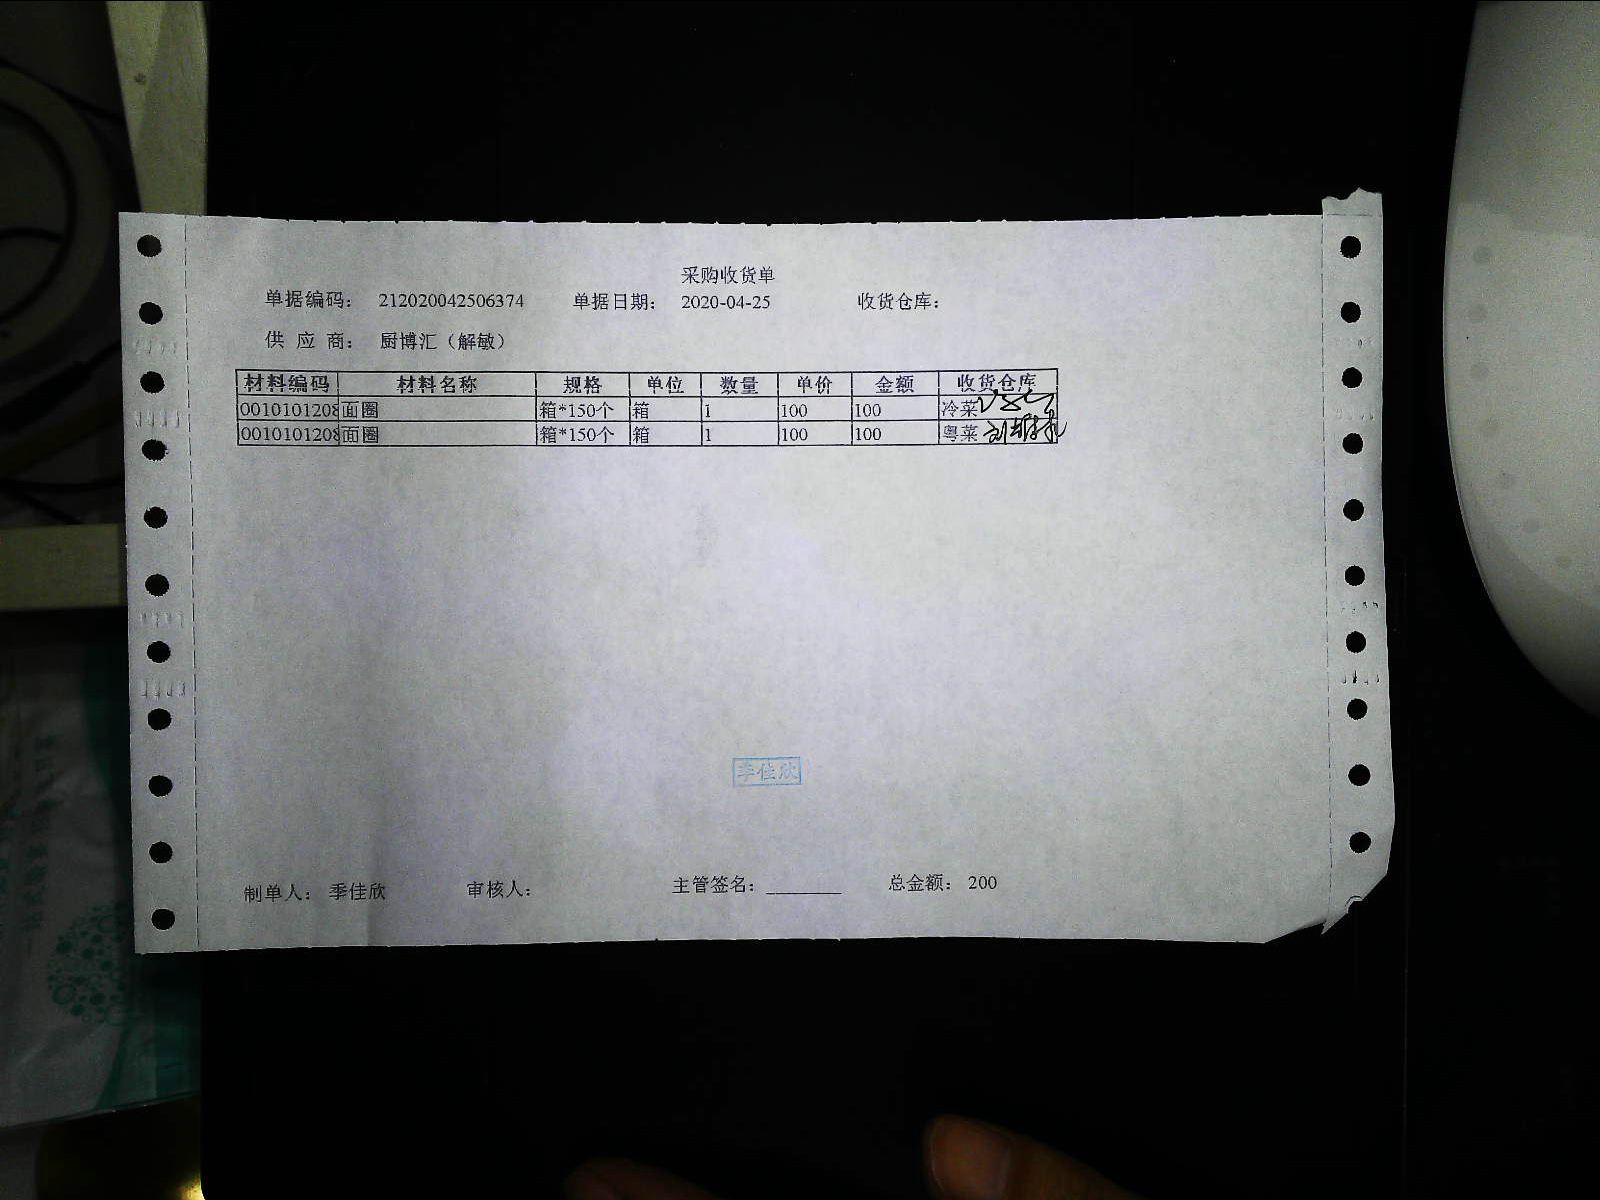 采购收货单
单据编码： 212020042506374 单据日期： 2020-04-25 收货仓库：
供 应 商： 厨博汇（解敏）
材料编码 材料名称 规格 单位 数量 单价 金额 收货仓库
0010101208 面圈 箱*150个 箱 1 100 100 冷菜
0010101208 面圈 箱*150个 箱 1 100 100 粤菜
季佳欣
制单人： 季佳欣 审核人： 主管签名：________ 总金额： 200